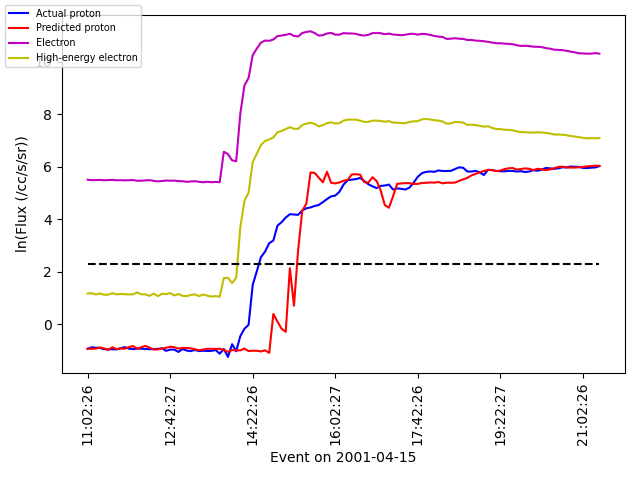 Actual proton
Predicted proton
Electron
High-energy electron
8
6
4
2
0
ln(Flux (/cc/s/sr))
11:02:26
12:42:27
14:22:26
16:02:27
17:42:26
19:22:27
21:02:26
Event on 2001-04-15